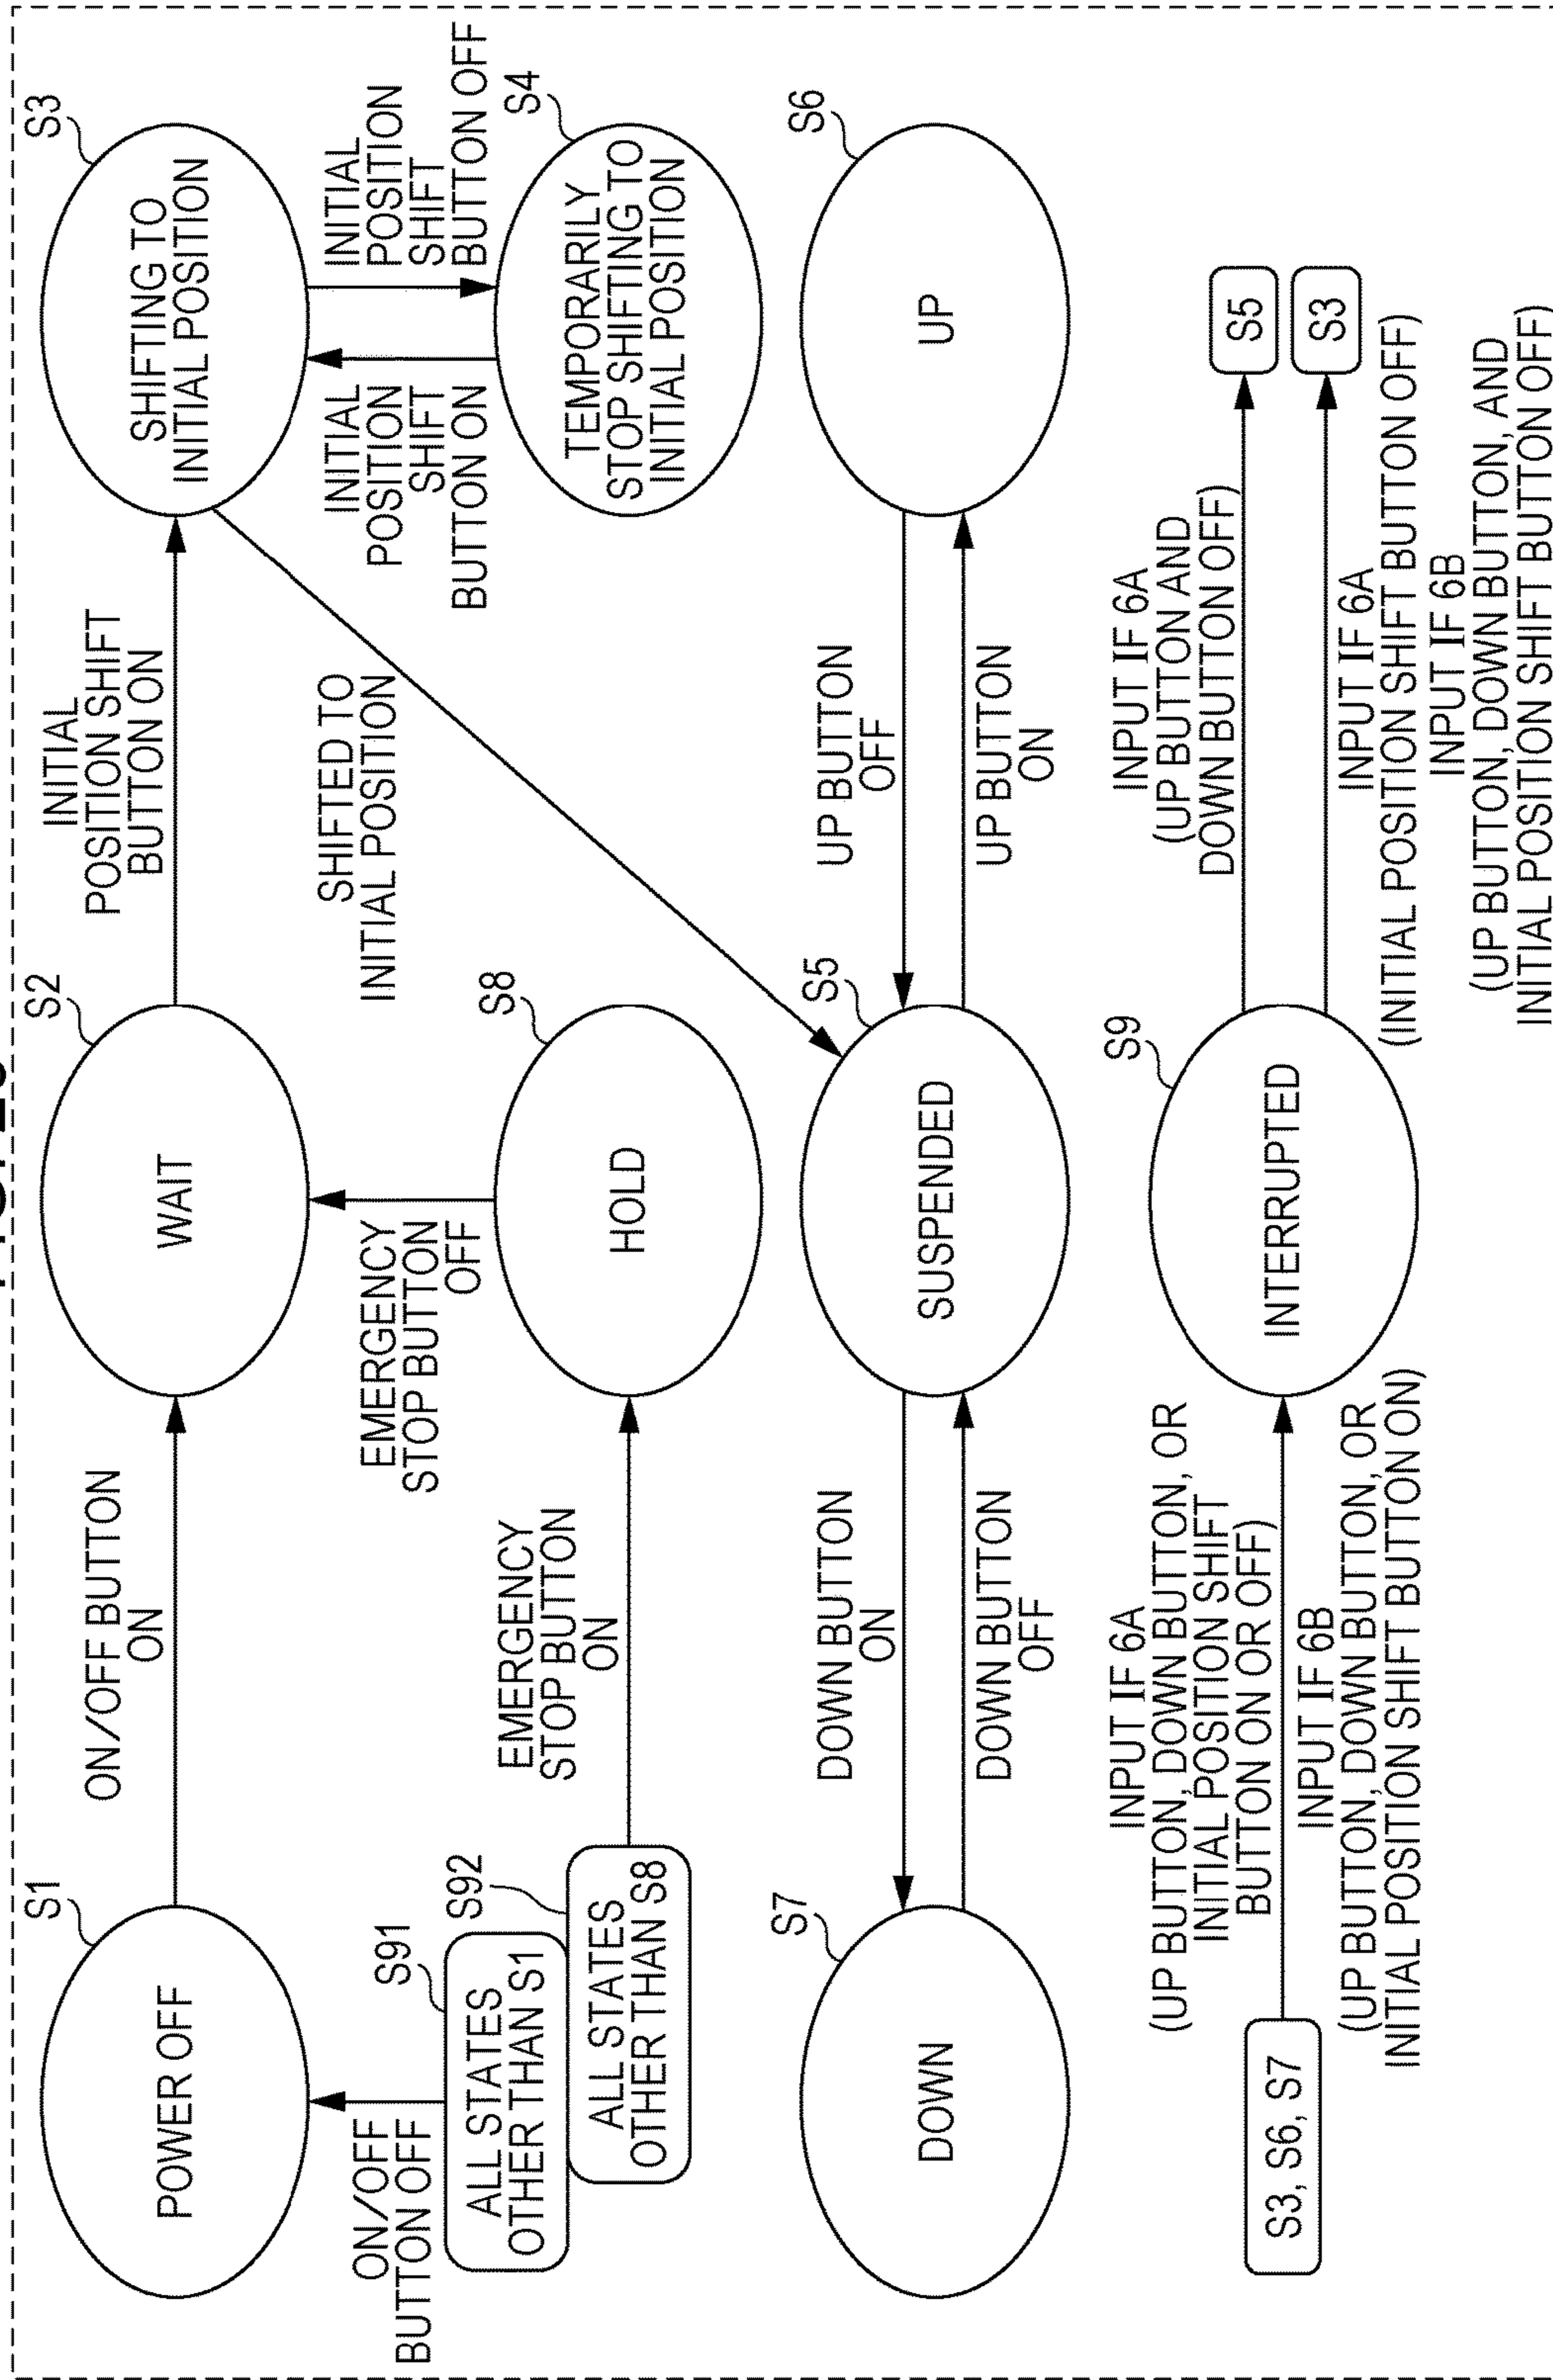 S1
POWER OFF
ON/OFF BUTTON
ON
S2
WAIT
INITIAL
POSITION SHIFT
BUTTON ON
S3
SHIFTING TO
INITIAL POSITION
ON/OFF
BUTTON OFF
S91
ALL STATES
OTHER THAN S1
S92
ALL STATES
OTHER THAN S8
EMERGENCY
STOP BUTTON
ON
EMERGENCY
STOP BUTTON
OFF
S8
HOLD
SHIFTED TO
INITIAL POSITION
INITIAL
POSITION
SHIFT
BUTTON ON
INITIAL
POSITION
SHIFT
BUTTON OFF
S4
TEMPORARILY
STOP SHIFTING TO
INITIAL POSITION
S7
DOWN
DOWN BUTTON
ON
DOWN BUTTON
OFF
S5
SUSPENDED
UP BUTTON
OFF
UP BUTTON
ON
S6
UP
S3, S6, S7
INPUT IF 6A
(UP BUTTON, DOWN BUTTON, OR
INITIAL POSITION SHIFT
BUTTON ON OR OFF)
INPUT IF 6B
(UP BUTTON, DOWN BUTTON, OR
INITIAL POSITION SHIFT BUTTON ON)
S9
INTERRUPTED
INPUT IF 6A
(UP BUTTON AND
DOWN BUTTON OFF)
S5
INPUT IF 6A
(INITIAL POSITION SHIFT BUTTON OFF)
INPUT IF 6B
(UP BUTTON, DOWN BUTTON, AND
INITIAL POSITION SHIFT BUTTON OFF)
S3